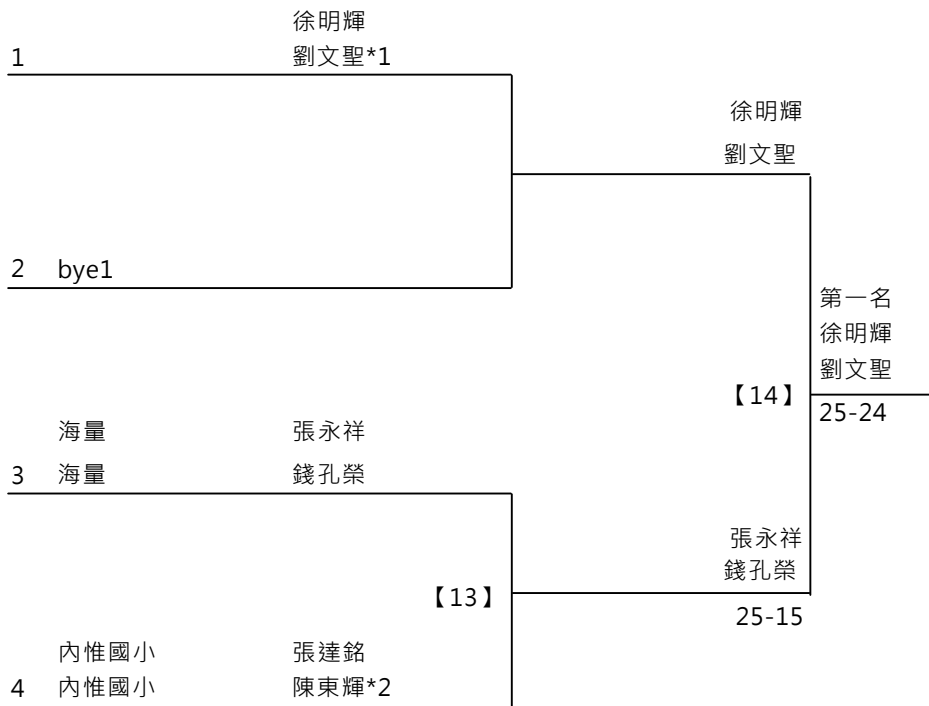 徐明輝
1 劉文聖*1
徐明輝
劉文聖
2 bye1
第一名
徐明輝
劉文聖
【14】
25-24
海量 張永祥
3 海量 錢孔榮
張永祥
錢孔榮
【13】
25-15
內惟國小 張達銘
4 內惟國小 陳東輝*2